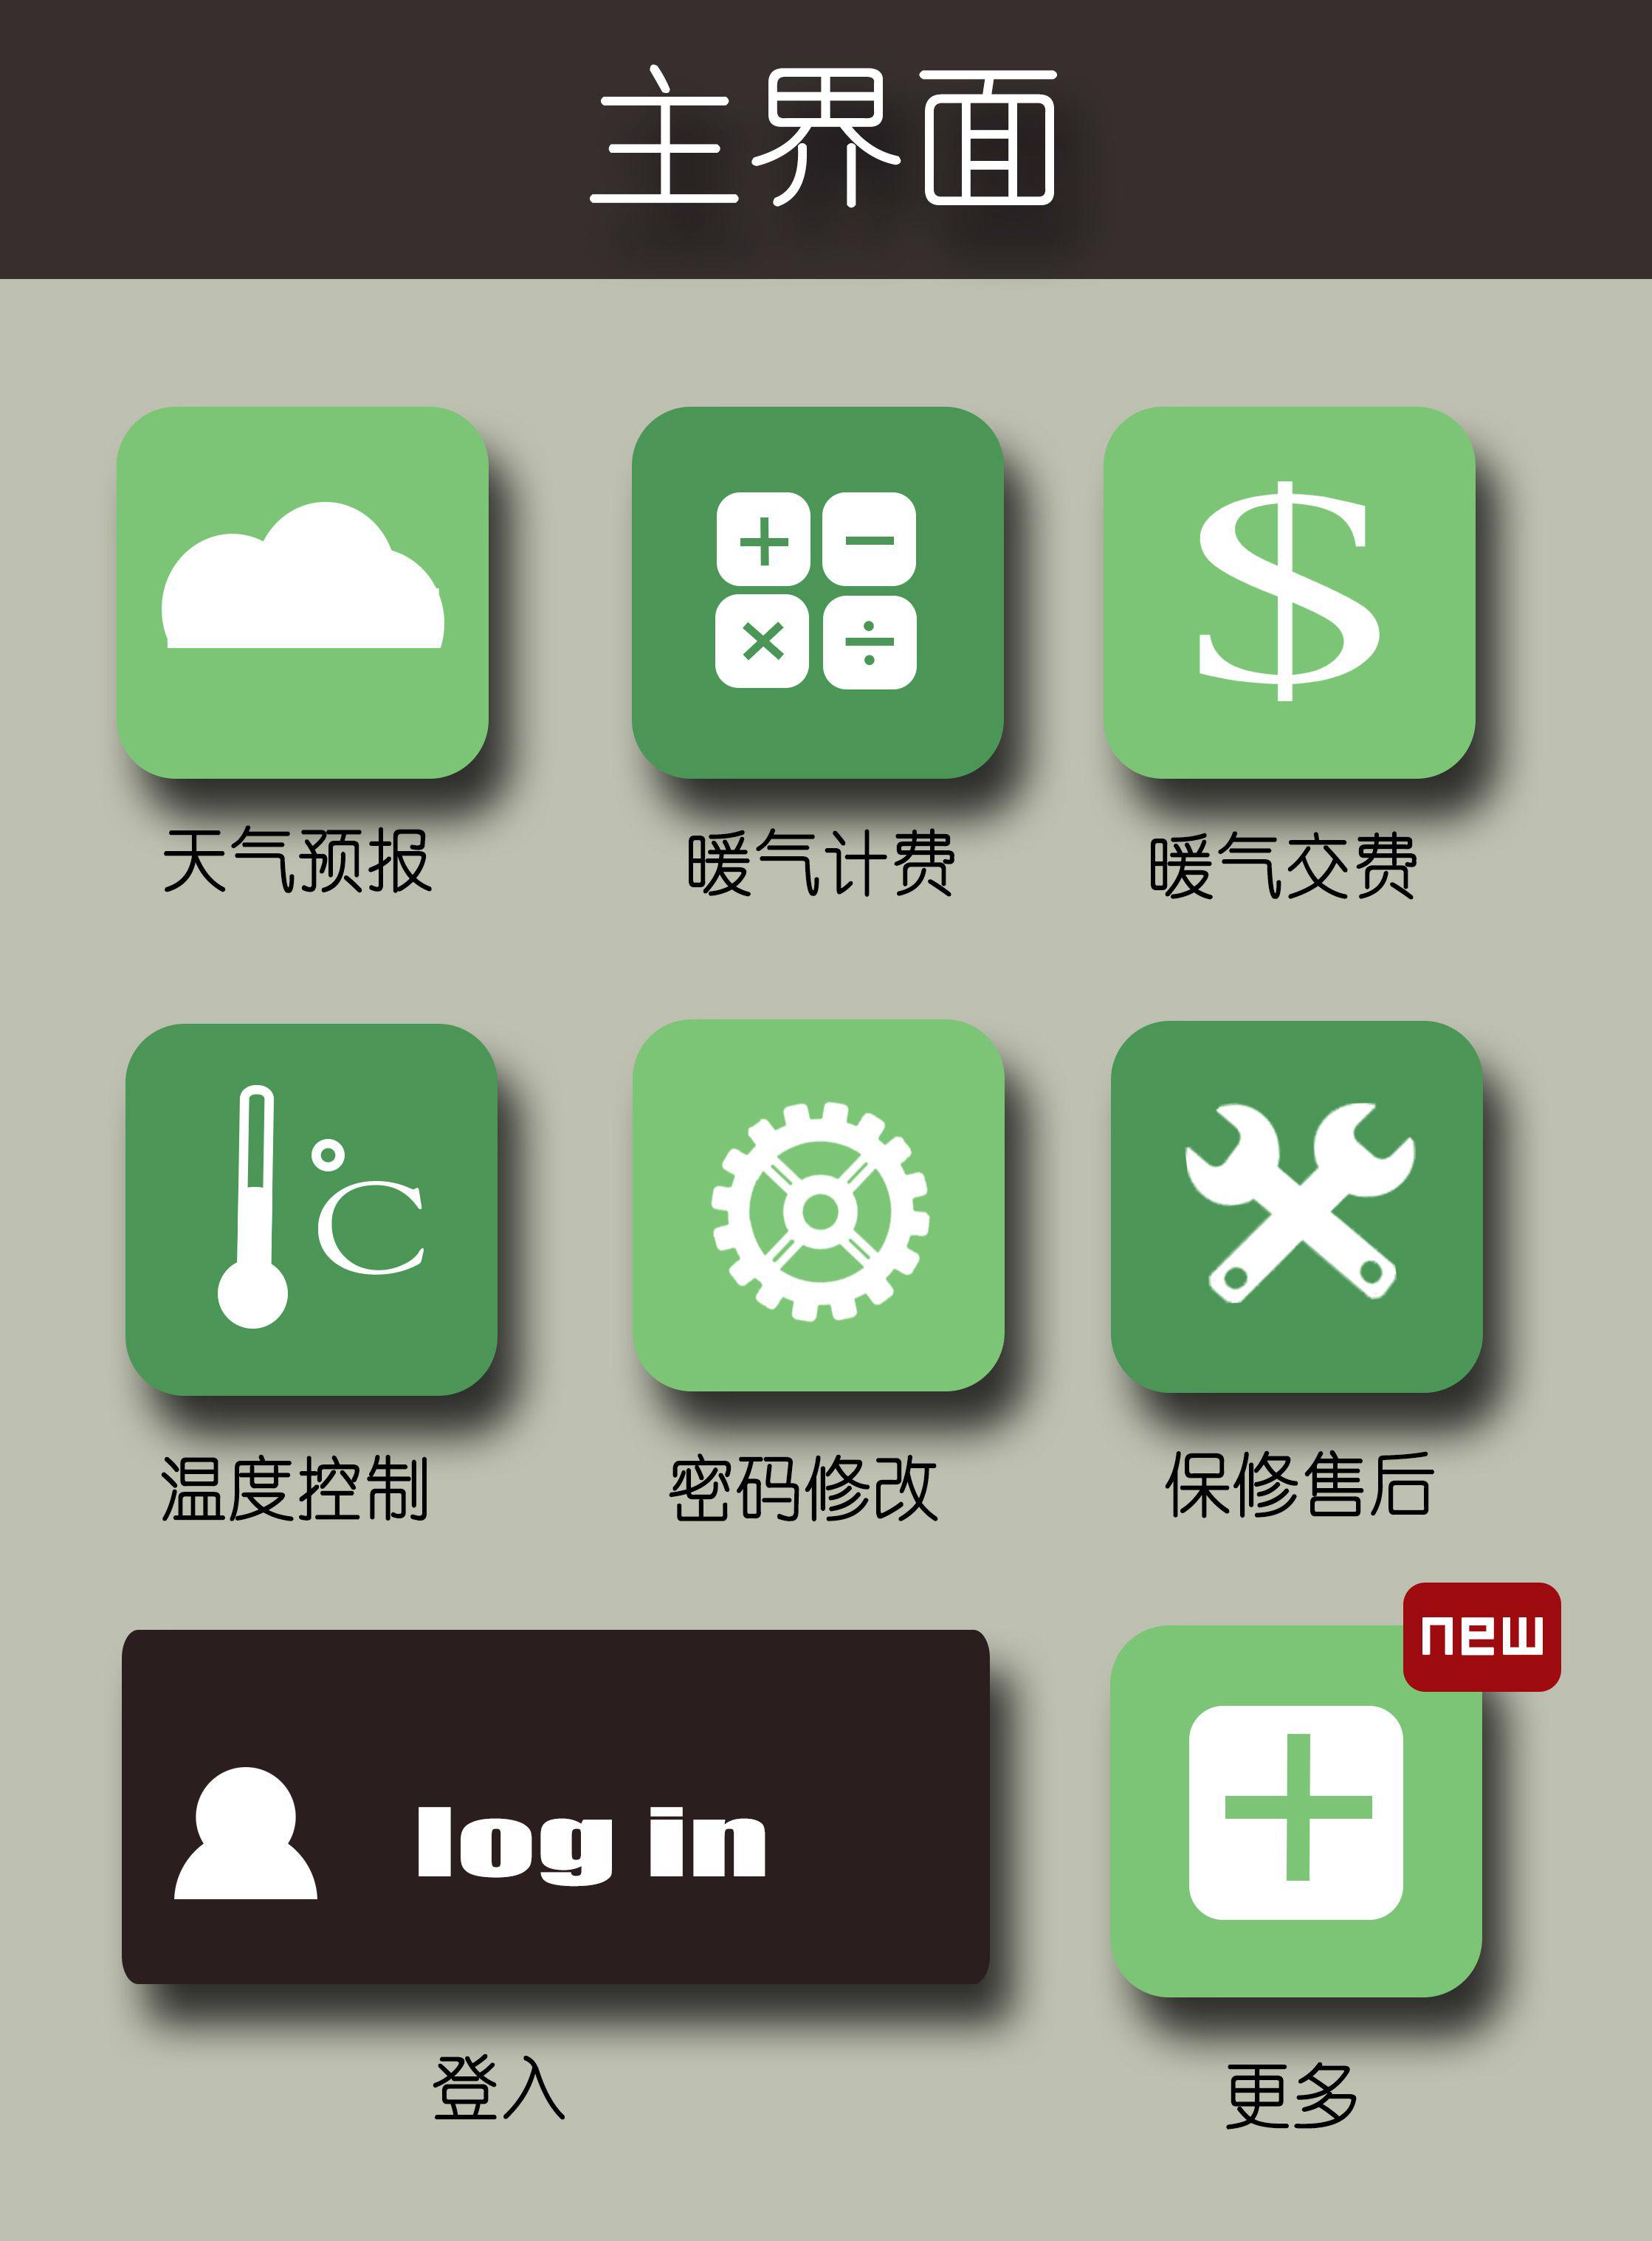 主界面
$
天气预报
暖气计费
暖气交费
°C
温度控制
密码修改
保修售后
new
log in
登入
更多